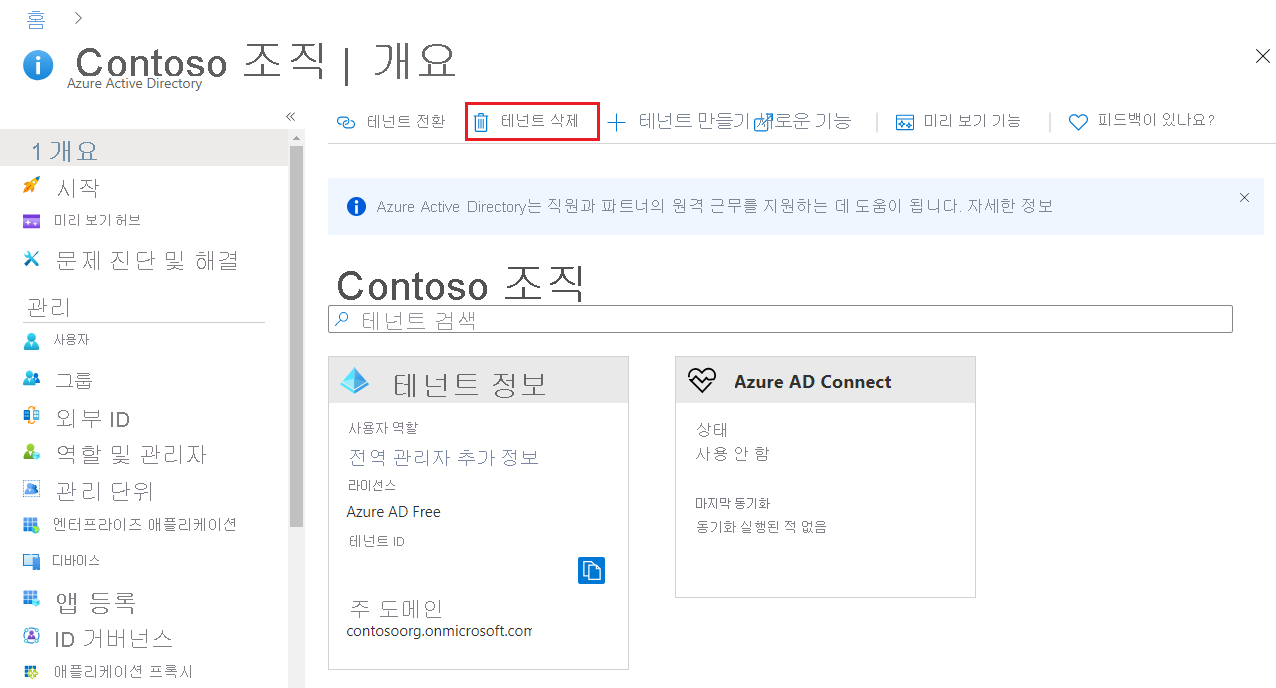 홈 >
Contoso 조직 | 개요
Azure Active Directory
«
테넌트 전환
테넌트 삭제
테넌트 만들기
새로운 기능
미리 보기 기능
피드백이 있나요?
1 개요
시작
미리 보기 허브
문제 진단 및 해결
관리
사용자
그룹
외부 ID
역할 및 관리자
관리 단위
엔터프라이즈 애플리케이션
디바이스
앱 등록
ID 거버넌스
애플리케이션 프록시
Azure Active Directory는 직원과 파트너의 원격 근무를 지원하는 데 도움이 됩니다. 자세한 정보
Contoso 조직
테넌트 검색
테넌트 정보
사용자 역할
전역 관리자 추가 정보
라이선스
Azure AD Free
테넌트 ID
주 도메인
contosoorg.onmicrosoft.com
Azure AD Connect
상태
사용 안 함
마지막 동기화
동기화 실행된 적 없음